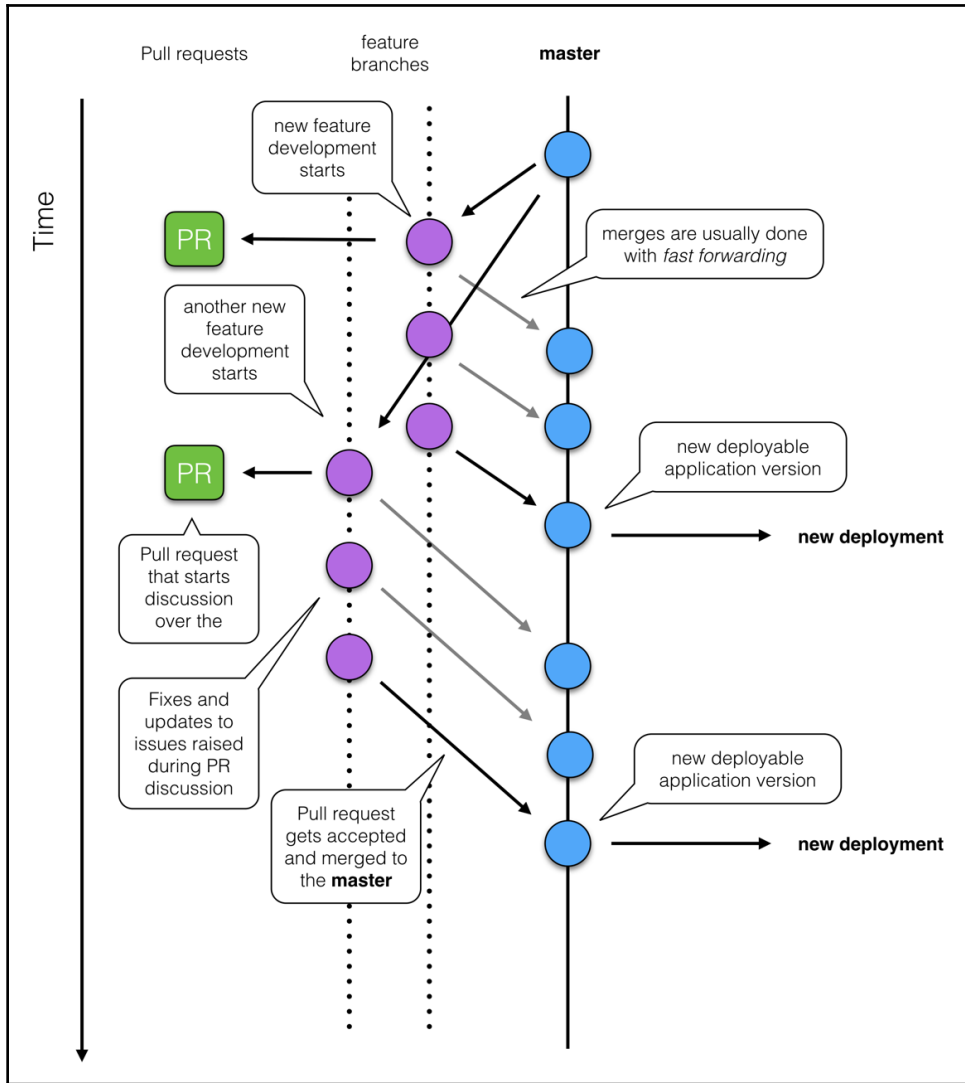 Pull requests
feature
branches
master
Time
new feature
development
starts
PR
merges are usually done
with fast forwarding
another new
feature
development
starts
new deployable
application version
PR
new deployment
Pull request
that starts
discussion
over the
Fixes and
updates to
issues raised
during PR
discussion
new deployable
application version
Pull request
gets accepted
and merged to
the master
new deployment